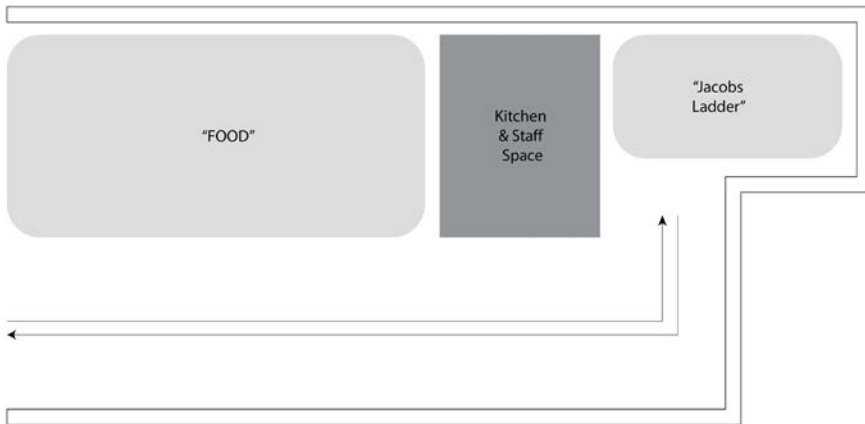 “FOOD”
Kitchen
& Staff
Space
“Jacobs
Ladder”